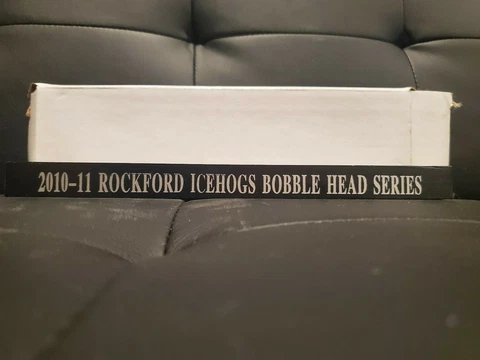 2010-11 ROCKFORD ICEHOGS BOBBLE HEAD SERIES